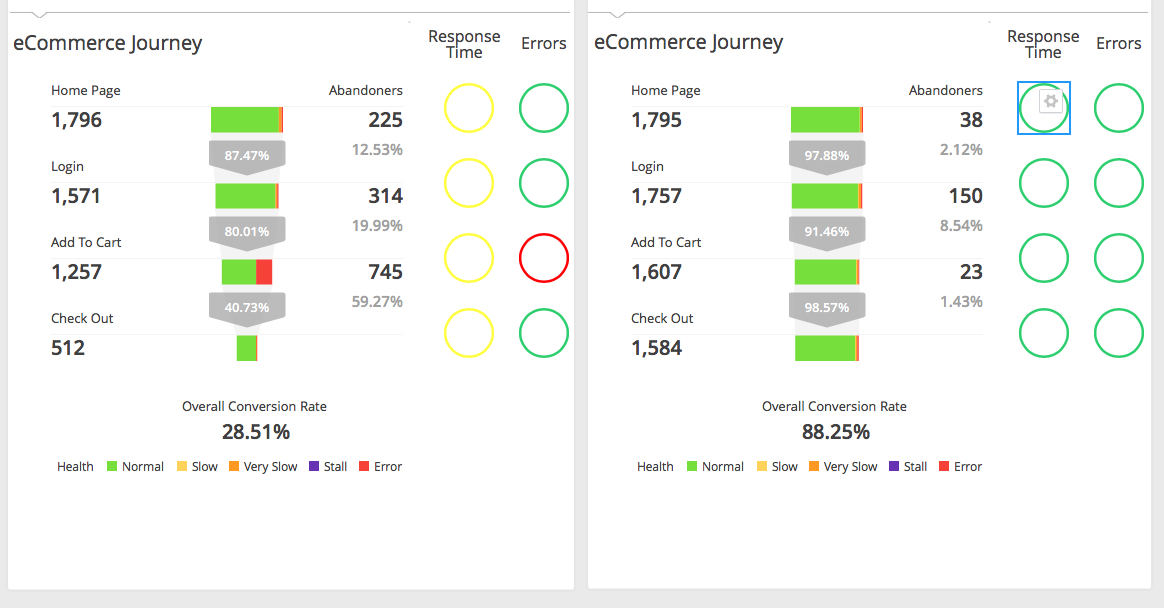 eCommerce Journey
Response
Time
Errors
Home Page
Abandoners
1,796
225
87.47%
12.53%
Login
1,571
314
80.01%
19.99%
Add To Cart
1,257
745
40.73%
59.27%
Check Out
512
Overall Conversion Rate
28.51%
Health Normal Slow Very Slow Stall Error
eCommerce Journey
Response
Time
Errors
Home Page
Abandoners
1,795
38
97.88%
2.12%
Login
1,757
150
91.46%
8.54%
Add To Cart
1,607
23
98.57%
1.43%
Check Out
1,584
Overall Conversion Rate
88.25%
Health Normal Slow Very Slow Stall Error